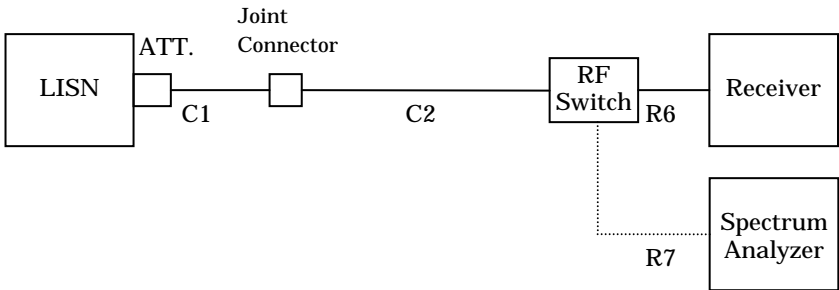 Joint
Connector
ATT.
LISN
C1
C2
RF
Switch
R6
Receiver
R7
Spectrum
Analyzer